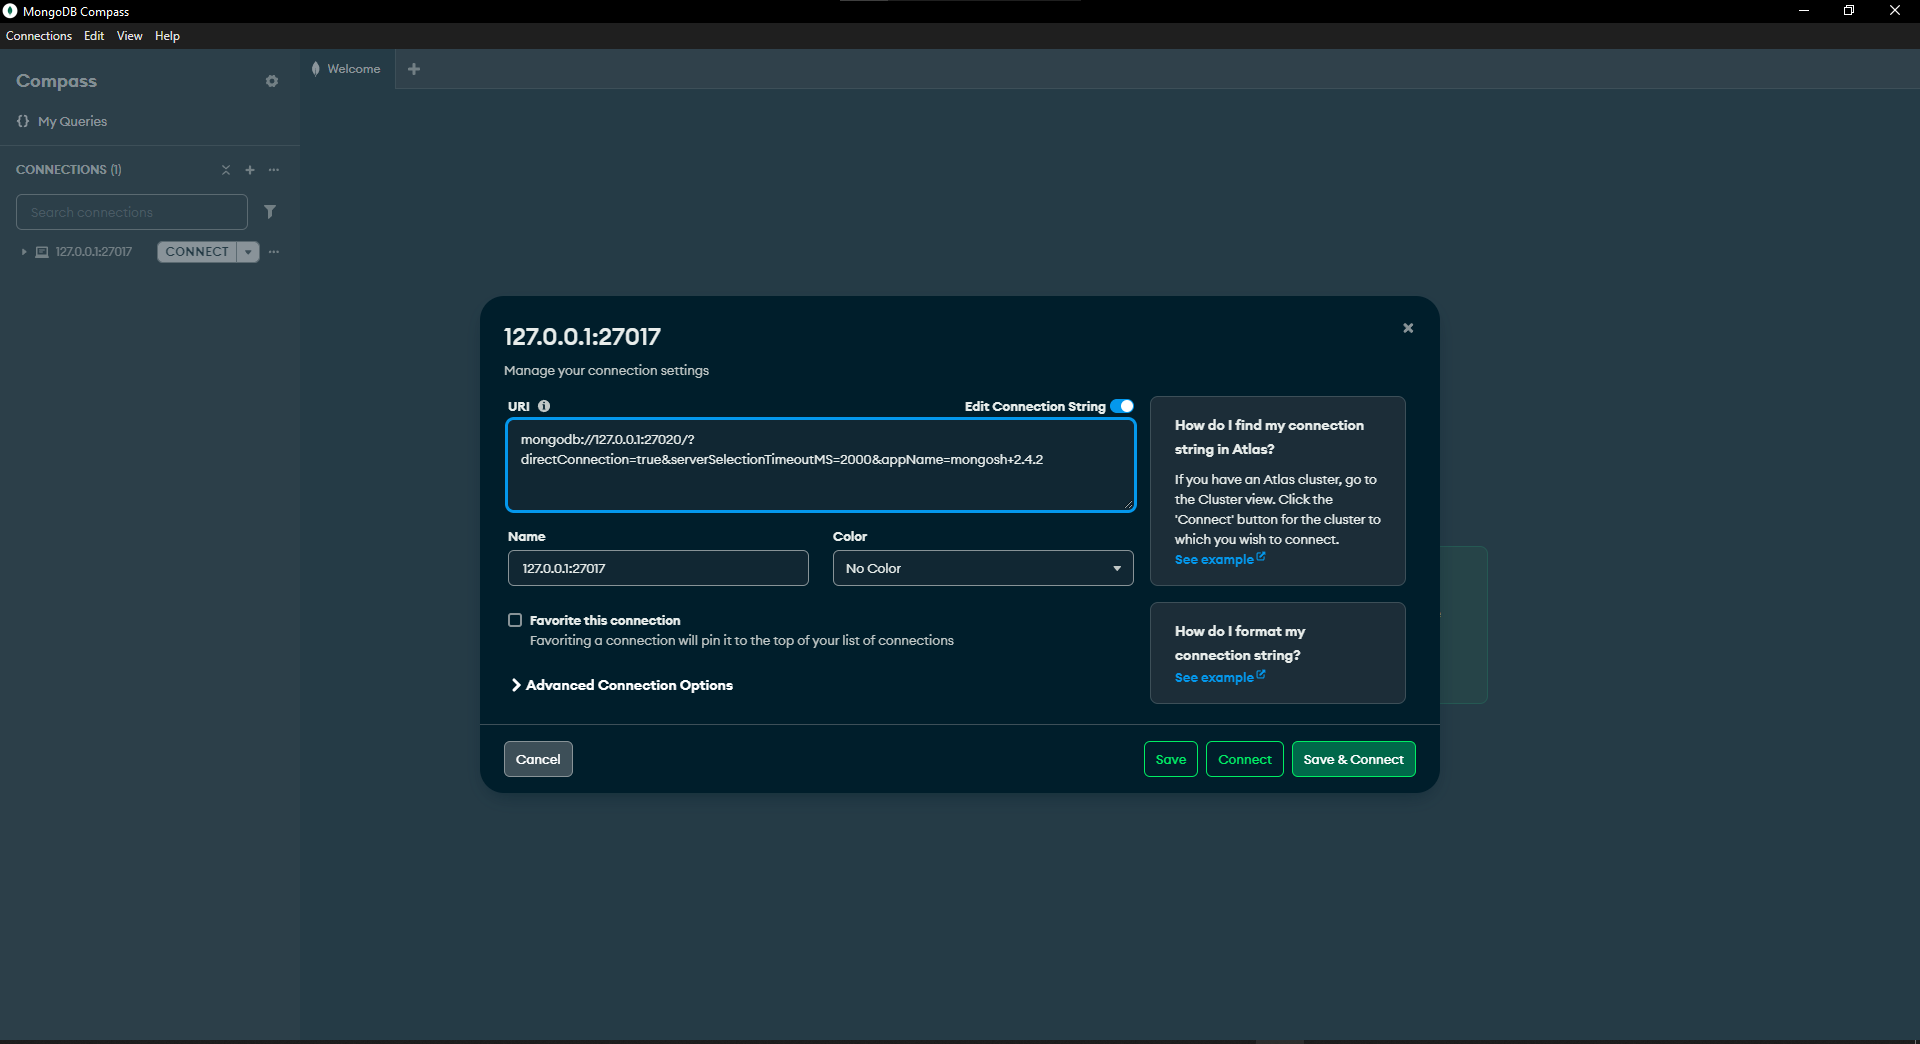 MongoDB Compass
Connections Edit View Help
Compass
Welcome
My Queries
CONNECTIONS (1)
Search connections
127.0.0.1:27017 CONNECT
127.0.0.1:27017
Manage your connection settings
URI
Edit Connection String
mongodb://127.0.0.1:27020/?
directConnection=true&serverSelectionTimeoutMS=2000&appName=mongosh+2.4.2
Name
127.0.0.1:27017
Color
No Color
Favorite this connection
Favoriting a connection will pin it to the top of your list of connections
Advanced Connection Options
How do I find my connection
string in Atlas?
If you have an Atlas cluster, go to
the Cluster view. Click the
'Connect' button for the cluster to
which you wish to connect.
See example
How do I format my
connection string?
See example
Cancel
Save
Connect
Save & Connect